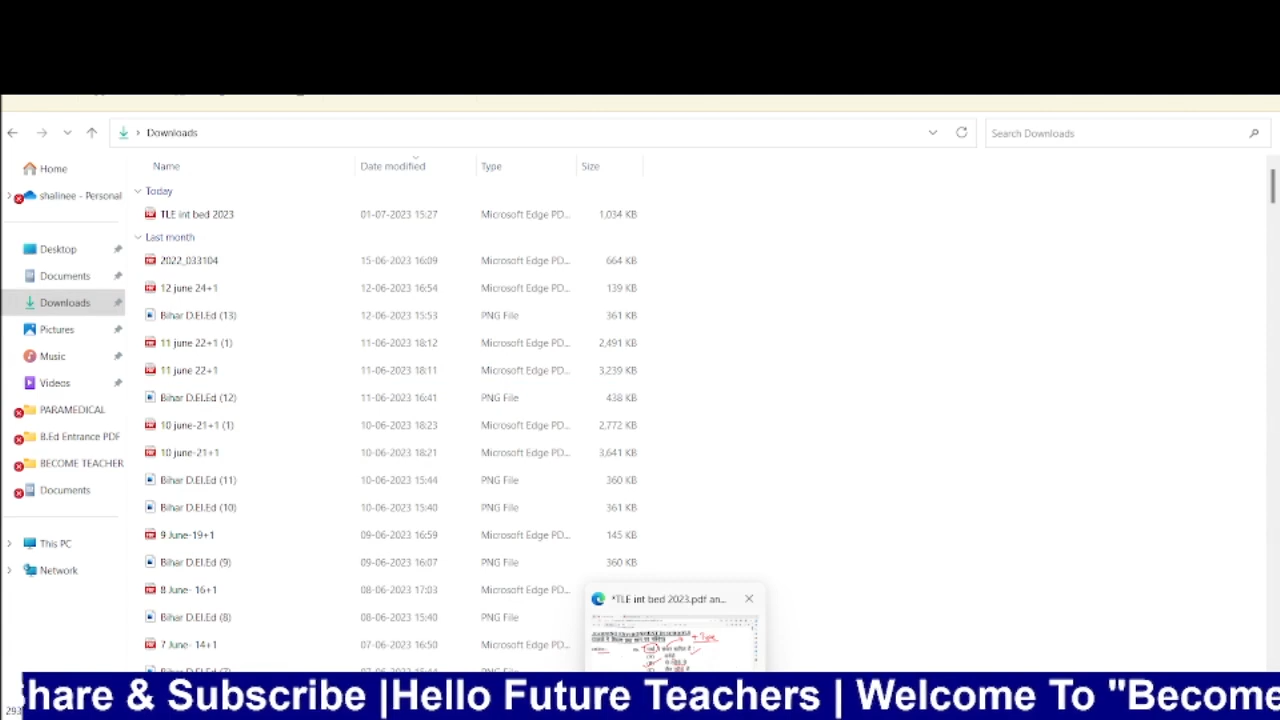 Downloads
Search Downloads
Home
shalinee - Personal
Desktop
Documents
Downloads
Pictures
Music
Videos
PARAMEDICAL
B.Ed Entrance PDF
BECOME TEACHER
Documents
This PC
Network
Name Date modified Type Size
Today
TLE int bed 2023 01-07-2023 15:27 Microsoft Edge PD... 1,034 KB
Last month
2022_033104 15-06-2023 16:09 Microsoft Edge PD... 664 KB
12 june 24+1 12-06-2023 16:54 Microsoft Edge PD... 139 KB
Bihar D.El.Ed (13) 12-06-2023 15:53 PNG File 361 KB
11 june 22+1 (1) 11-06-2023 18:12 Microsoft Edge PD... 2,491 KB
11 june 22+1 11-06-2023 18:11 Microsoft Edge PD... 3,239 KB
Bihar D.El.Ed (12) 11-06-2023 16:41 PNG File 438 KB
10 june-21+1 (1) 10-06-2023 18:23 Microsoft Edge PD... 2,772 KB
10 june-21+1 10-06-2023 18:21 Microsoft Edge PD... 3,641 KB
Bihar D.El.Ed (11) 10-06-2023 15:44 PNG File 360 KB
Bihar D.El.Ed (10) 10-06-2023 15:40 PNG File 361 KB
9 June-19+1 09-06-2023 16:59 Microsoft Edge PD... 145 KB
Bihar D.El.Ed (9) 09-06-2023 16:07 PNG File 360 KB
8 June- 16+1 08-06-2023 17:03 Microsoft Edge PD...
Bihar D.El.Ed (8) 08-06-2023 15:40 PNG File
7 June- 14+1 07-06-2023 16:50 Microsoft Edge PD...
*TLE int bed 2023.pdf an...
hare & Subscribe |Hello Future Teachers | Welcome To "Become